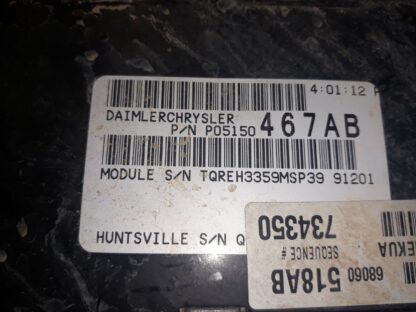 4:01:12
DAIMLERCHRYSLER
P/N P05150 467AB
MODULE S/N TQREH3359MSP39 91201
HUNTSVILLE S/N Q
68060
518AB
SEQUENCE #
734350